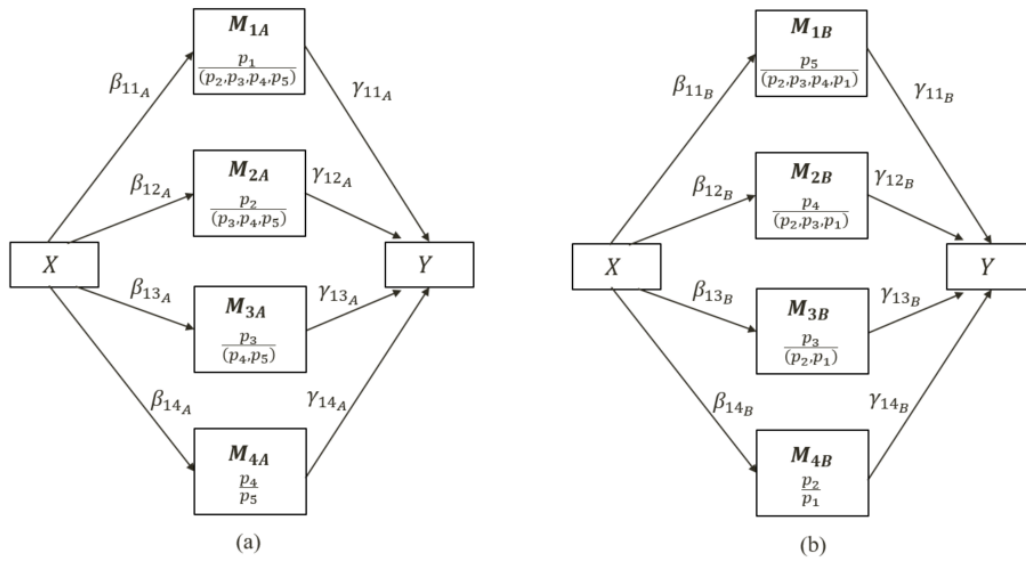 M₁A
p₁
(p₂,p₃,p₄,p₅)
β₁₁A
γ₁₁A
M₂A
p₂
(p₃,p₄,p₅)
β₁₂A
γ₁₂A
X
Y
M₃A
p₃
(p₄,p₅)
β₁₃A
γ₁₃A
β₁₄A
γ₁₄A
M₄A
p₄
p₅
(a)
M₁B
p₅
(p₂,p₃,p₄,p₁)
β₁₁B
γ₁₁B
M₂B
p₄
(p₂,p₃,p₁)
β₁₂B
γ₁₂B
X
Y
M₃B
p₃
(p₂,p₁)
β₁₃B
γ₁₃B
β₁₄B
γ₁₄B
M₄B
p₂
p₁
(b)